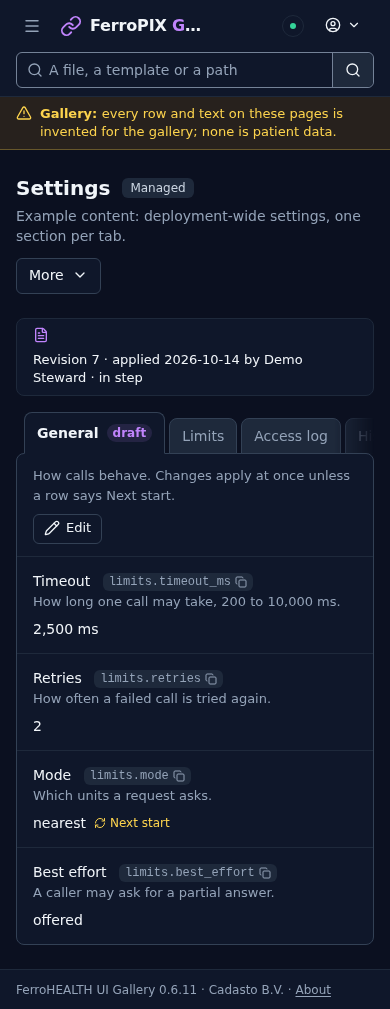 FerroPIX G...
A file, a template or a path
Gallery: every row and text on these pages is
invented for the gallery; none is patient data.
Settings Managed
Example content: deployment-wide settings, one
section per tab.
More
Revision 7 · applied 2026-10-14 by Demo
Steward · in step
General draft Limits Access log
How calls behave. Changes apply at once unless
a row says Next start.
Edit
Timeout limits.timeout_ms
How long one call may take, 200 to 10,000 ms.
2,500 ms
Retries limits.retries
How often a failed call is tried again.
2
Mode limits.mode
Which units a request asks.
nearest Next start
Best effort limits.best_effort
A caller may ask for a partial answer.
offered
FerroHEALTH UI Gallery 0.6.11 · Cadasto B.V. · About